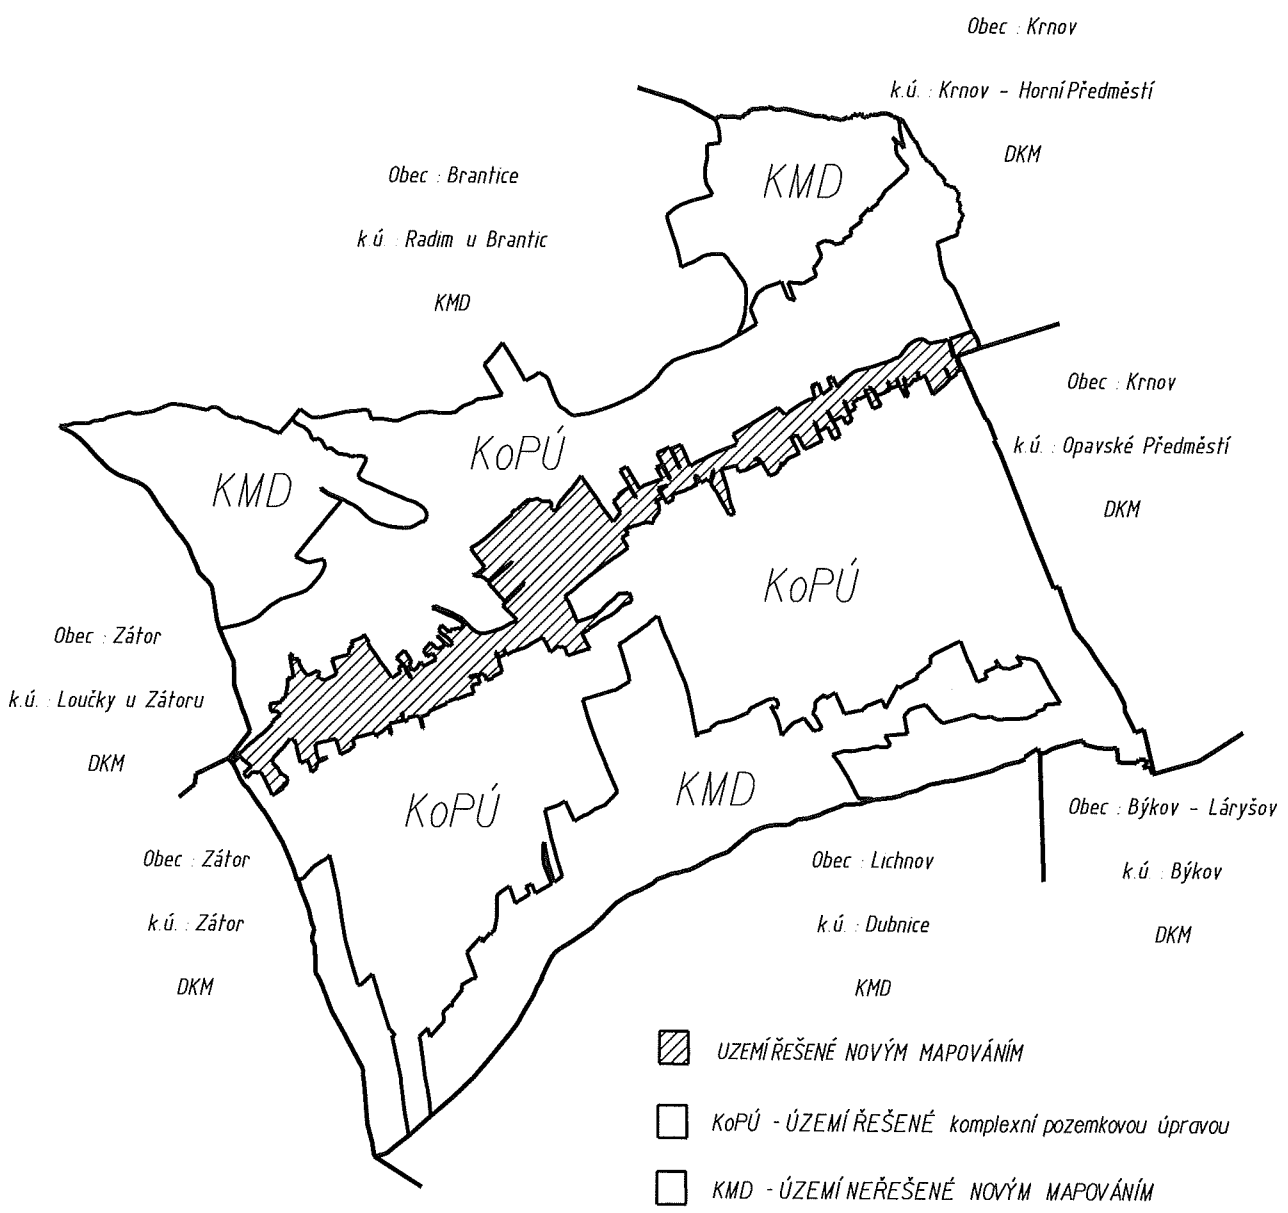 Obec : Krnov
k.ú. : Krnov - Horní Předměstí
DKM
Obec : Brantice
k.ú. : Radim u Brantic
KMD
KMD
Obec : Krnov
k.ú. : Opavské Předměstí
DKM
KoPÚ
KMD
KoPÚ
Obec : Zátor
k.ú. : Loučky u Zátoru
DKM
KMD
KoPÚ
Obec : Býkov - Láryšov
k.ú. : Býkov
DKM
Obec : Zátor
k.ú. : Zátor
DKM
Obec : Lichnov
k.ú. : Dubnice
KMD
UZEMÍ ŘEŠENÉ NOVÝM MAPOVÁNÍM
KoPÚ - ÚZEMÍ ŘEŠENÉ komplexní pozemkovou úpravou
KMD - ÚZEMÍ NEŘEŠENÉ NOVÝM MAPOVÁNÍM